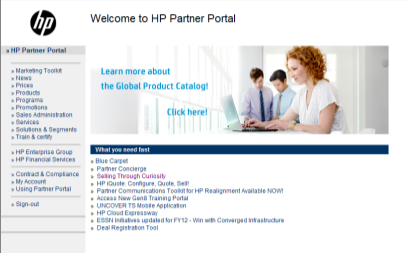 hp
Welcome to HP Partner Portal
» HP Partner Portal
» Marketing Toolkit
» News
» Prices
» Products
» Programs
» Promotions
» Sales Administration
» Services
» Solutions & Segments
» Train & certify
» HP Enterprise Group
» HP Financial Services
» Contract & Compliance
» My Account
» Using Partner Portal
» Sign-out
Learn more about
the Global Product Catalog!
Click here!
What you need fast
» Blue Carpet
» Partner Concierge
» Selling Through Curiosity
» HP iQuote: Configure, Quote, Sell!
» Partner Communications Toolkit for HP Realignment Available NOW!
» Access New Gen8 Training Portal
» UNCOVER TS Mobile Application
» HP Cloud Expressway
» ESSN Initiatives updated for FY12 - Win with Converged Infrastructure
» Deal Registration Tool